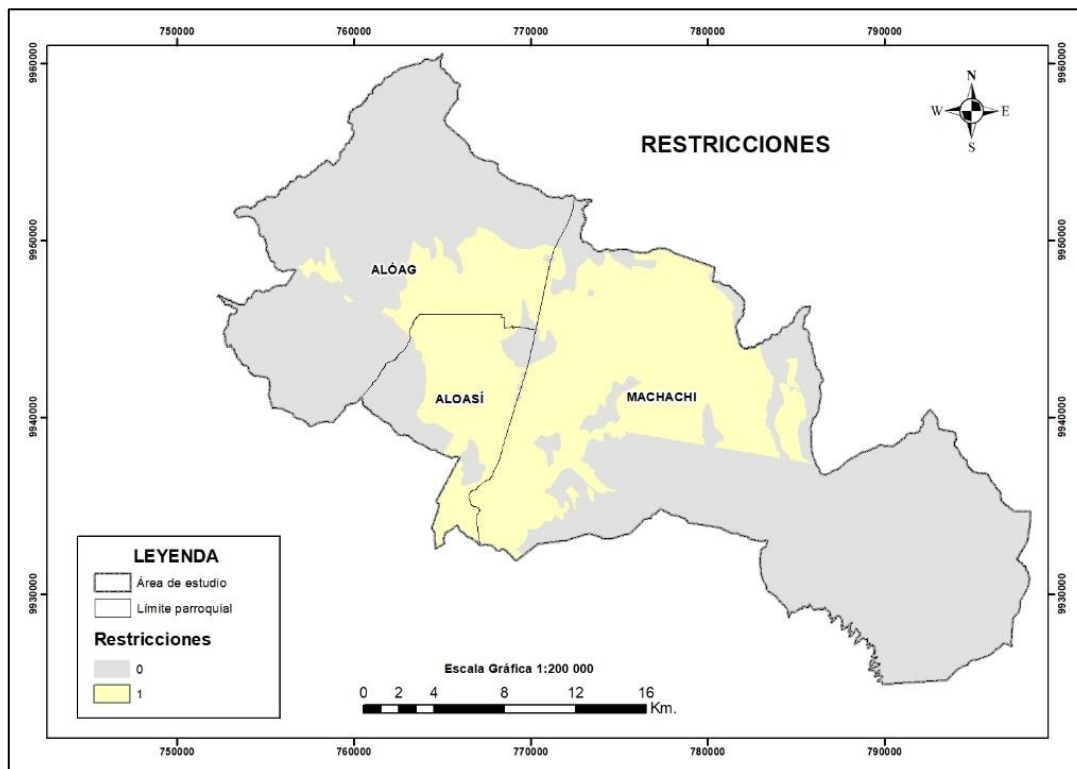 750000 760000 770000 780000 790000
9960000 9960000
N
W E
S
RESTRICCIONES
9950000 9950000
ALÓAG
ALOASÍ MACHACHI
9940000 9940000
LEYENDA
Área de estudio
Límite parroquial
Restricciones
0
1
9930000 9930000
Escala Gráfica 1:200 000
0 2 4 8 12 16
Km.
750000 760000 770000 780000 790000